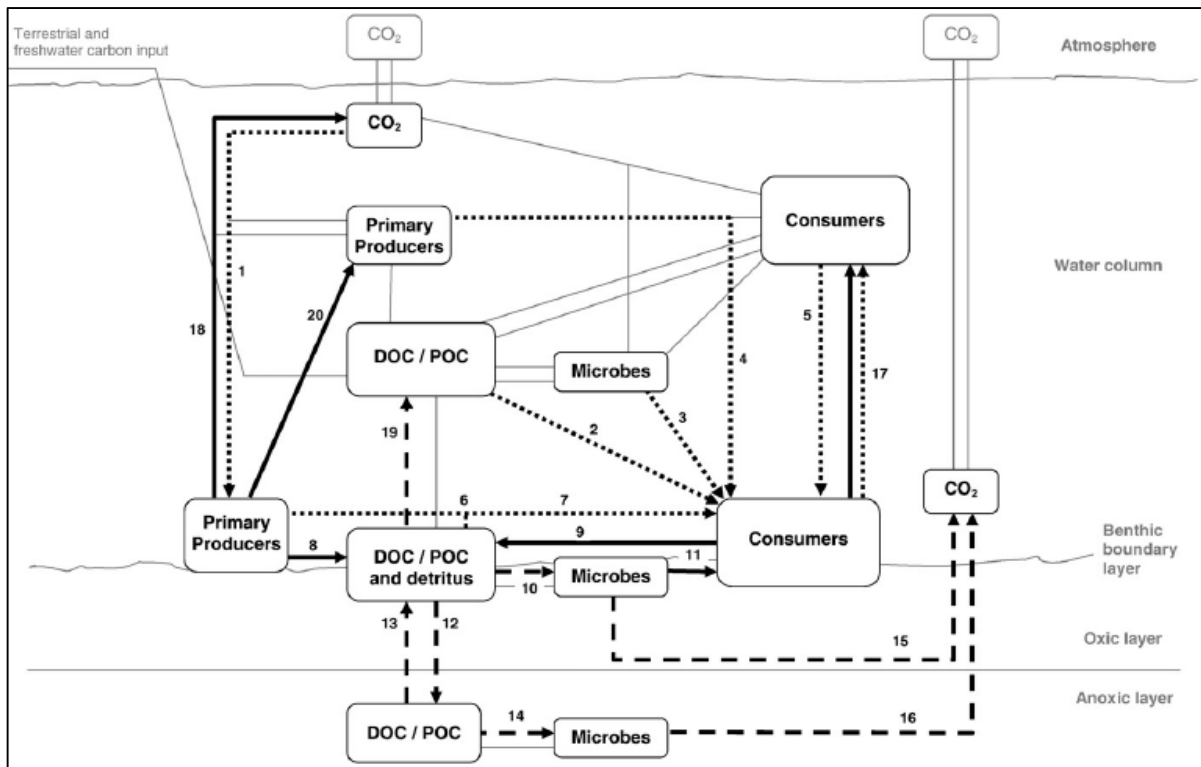 Terrestrial and
freshwater carbon input
CO₂
CO₂
Atmosphere
CO₂
Primary
Producers
Consumers
Water column
1
18
20
DOC / POC
Microbes
4
5
17
2
3
19
CO₂
Primary
Producers
6
7
8
DOC / POC
and detritus
9
10
Microbes
11
Consumers
Benthic
boundary
layer
13
12
15
Oxic layer
Anoxic layer
DOC / POC
14
Microbes
16